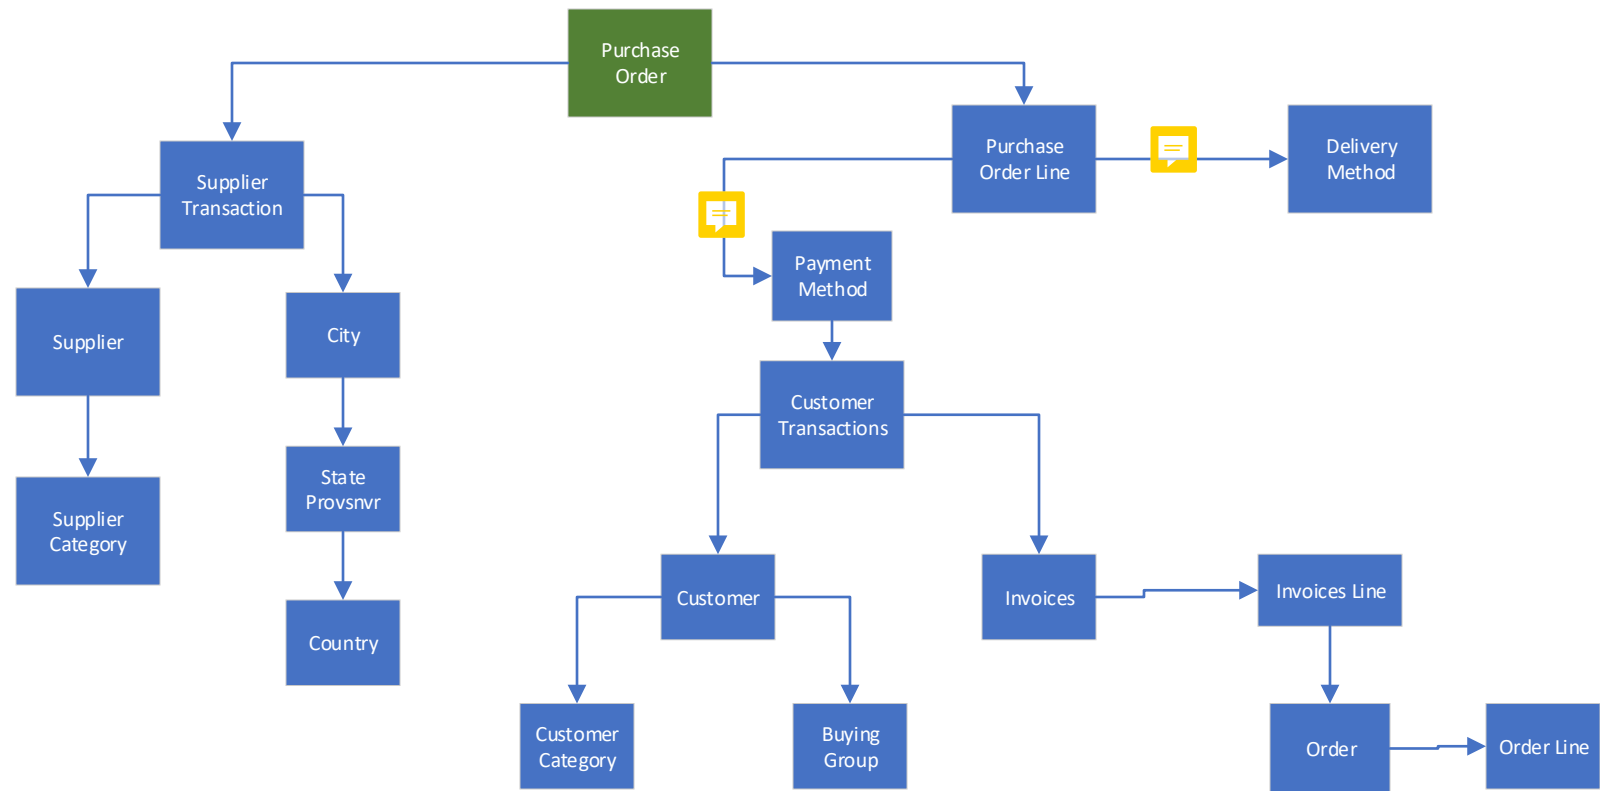 Purchase
Order
Purchase
Order Line
Delivery
Method
Supplier
Transaction
Payment
Method
Supplier
City
Customer
Transactions
State
Provsnvr
Supplier
Category
Customer
Invoices
Invoices Line
Country
Customer
Category
Buying
Group
Order
Order Line